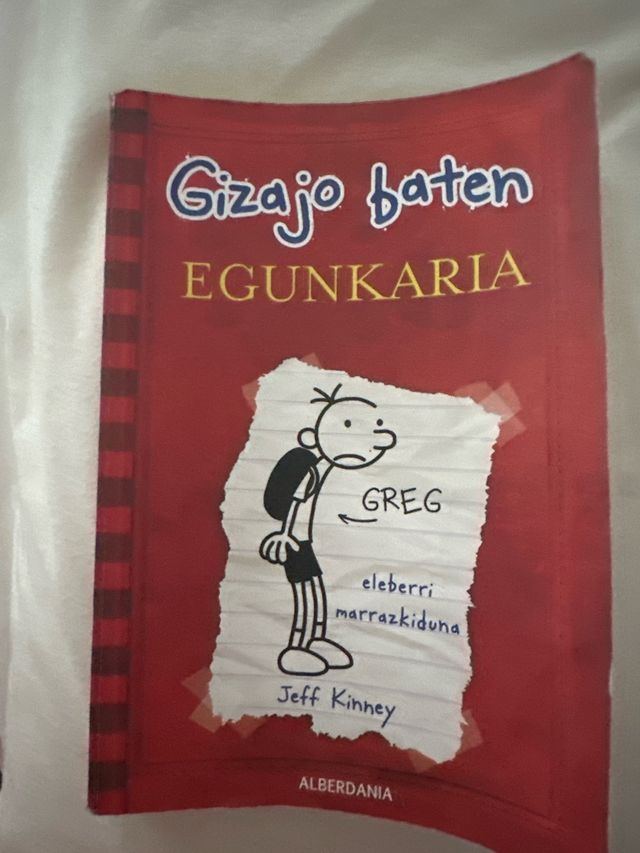 Gizajo baten
EGUNKARIA
GREG
eleberri
marrazkiduna
Jeff Kinney
ALBERDANIA